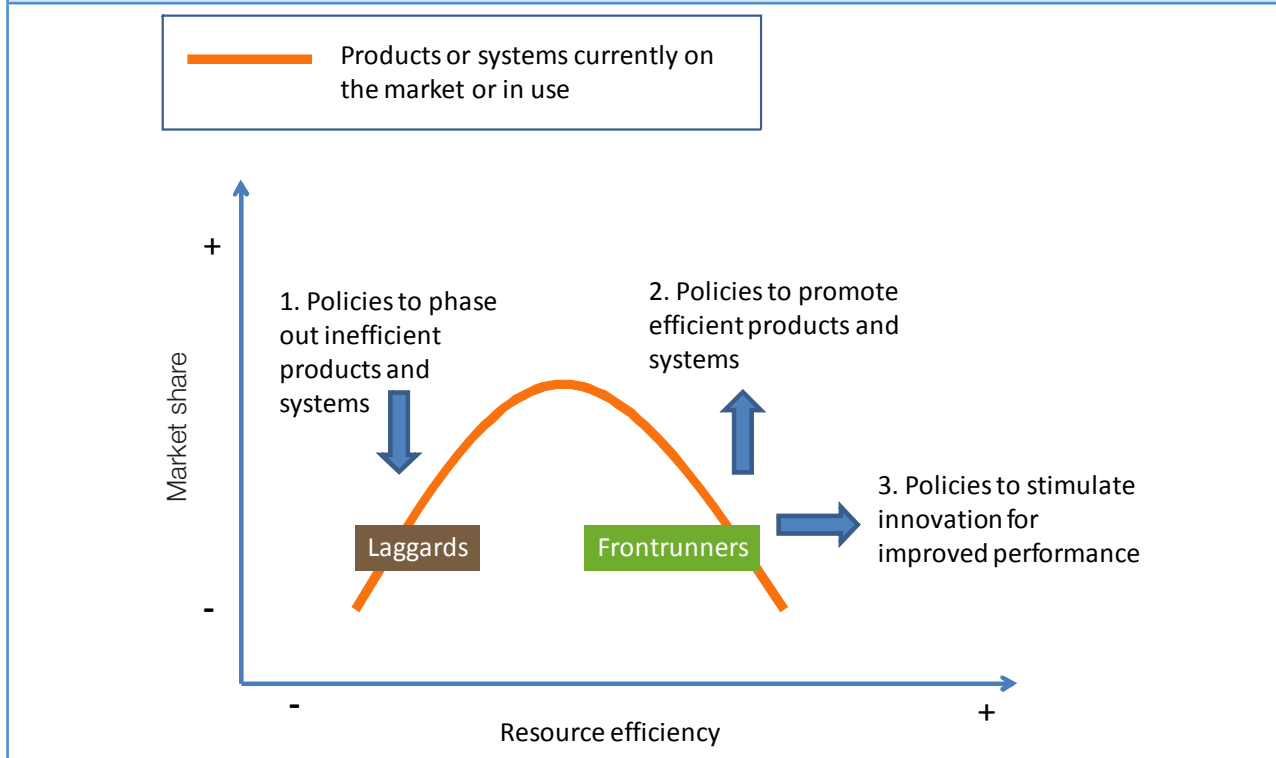 Products or systems currently on
the market or in use
+
1. Policies to phase
out inefficient
products and
systems
2. Policies to promote
efficient products and
systems
Market share
3. Policies to stimulate
innovation for
improved performance
Laggards
Frontrunners
-
-
+
Resource efficiency